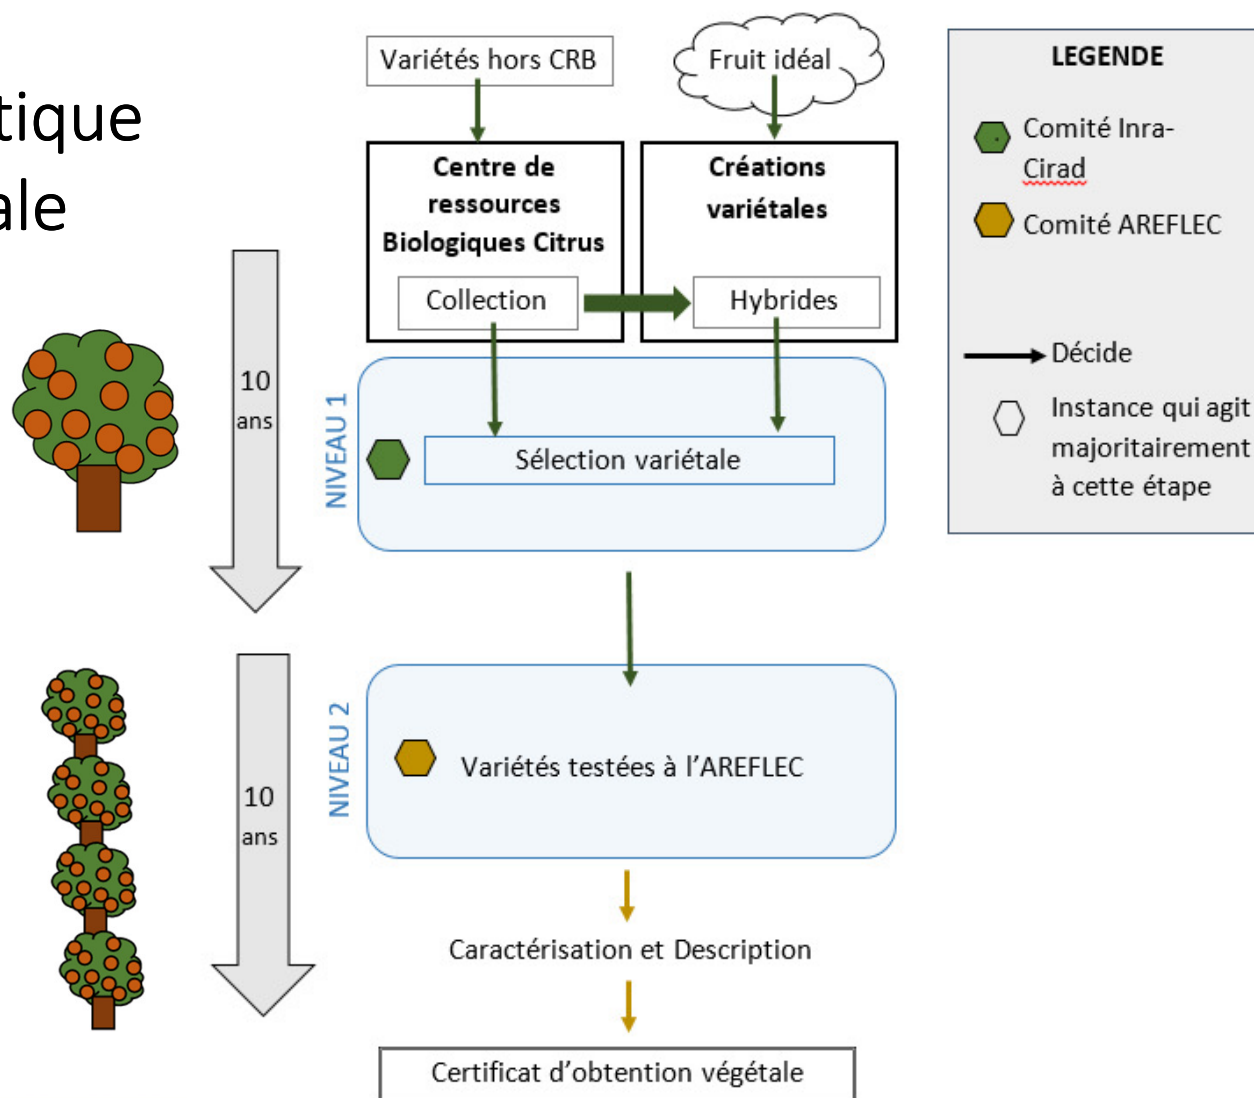 tique
ale
Variétés hors CRB
Fruit idéal
Centre de
ressources
Biologiques Citrus
Collection
Créations
variétales
Hybrides
10
ans
NIVEAU 1
Sélection variétale
10
ans
NIVEAU 2
Variétés testées à l’AREFLEC
Caractérisation et Description
Certificat d’obtention végétale
LEGENDE
Comité Inra-
Cirad
Comité AREFLEC
Décide
Instance qui agit
majoritairement
à cette étape